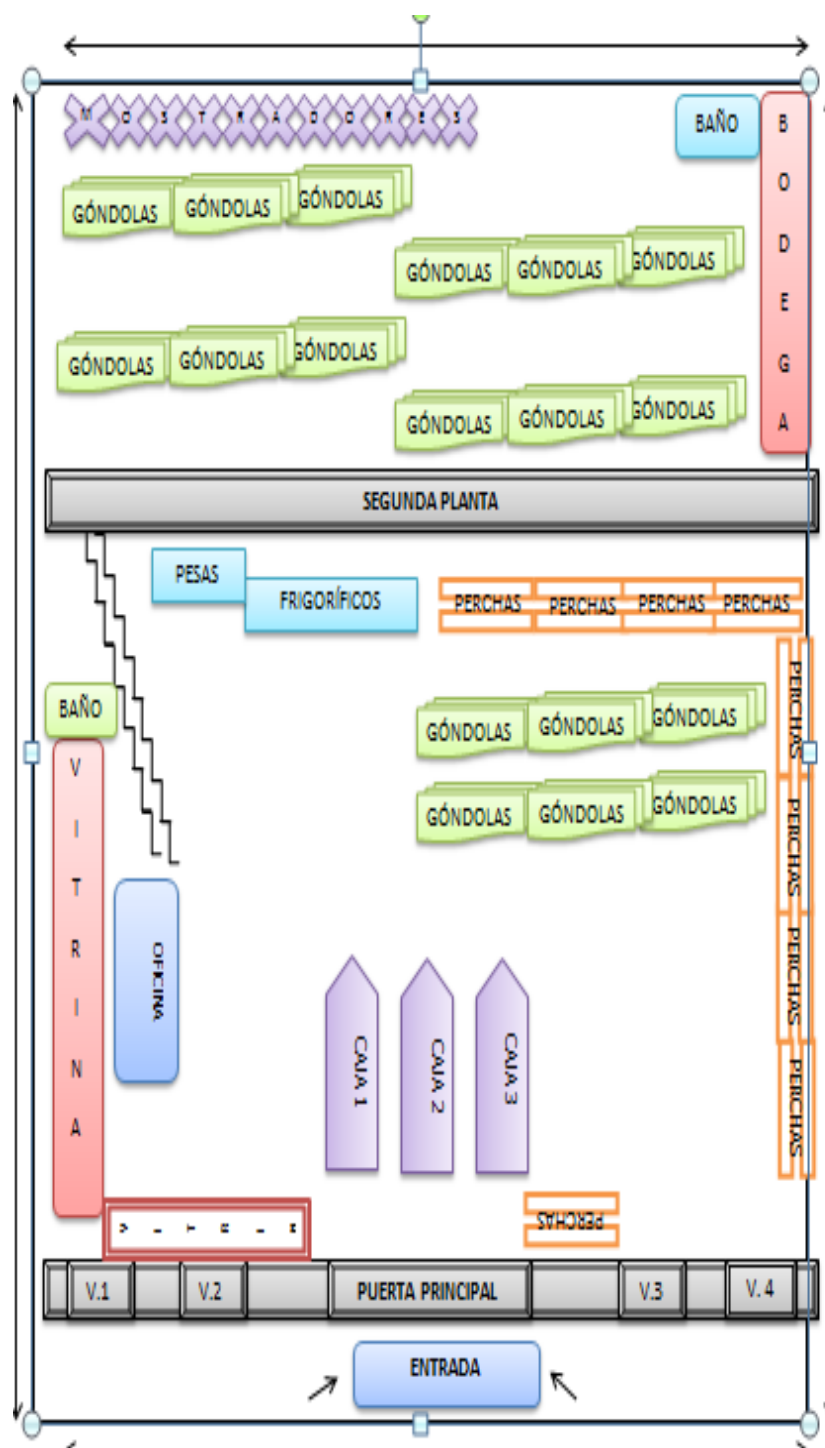 MOSTRADORES
BAÑO
BODEGA
GÓNDOLAS GÓNDOLAS GÓNDOLAS
GÓNDOLAS GÓNDOLAS GÓNDOLAS
GÓNDOLAS GÓNDOLAS GÓNDOLAS
GÓNDOLAS GÓNDOLAS GÓNDOLAS
SEGUNDA PLANTA
PESAS
FRIGORÍFICOS
PERCHAS PERCHAS PERCHAS PERCHAS
PERCHAS
PERCHAS
PERCHAS
PERCHAS
BAÑO
VITRINA
GÓNDOLAS GÓNDOLAS GÓNDOLAS
GÓNDOLAS GÓNDOLAS GÓNDOLAS
OFICINA
CAJA 1
CAJA 2
CAJA 3
PERCHAS
V.1
V.2
PUERTA PRINCIPAL
V.3
V. 4
ENTRADA